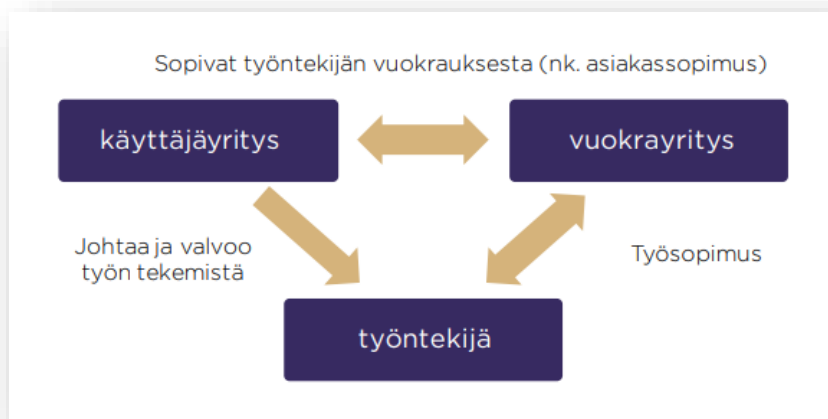 Sopivat työntekijän vuokrauksesta (nk. asiakassopimus)
käyttäjäyritys
vuokrayritys
Johtaa ja valvoo
työn tekemistä
Työsopimus
työntekijä